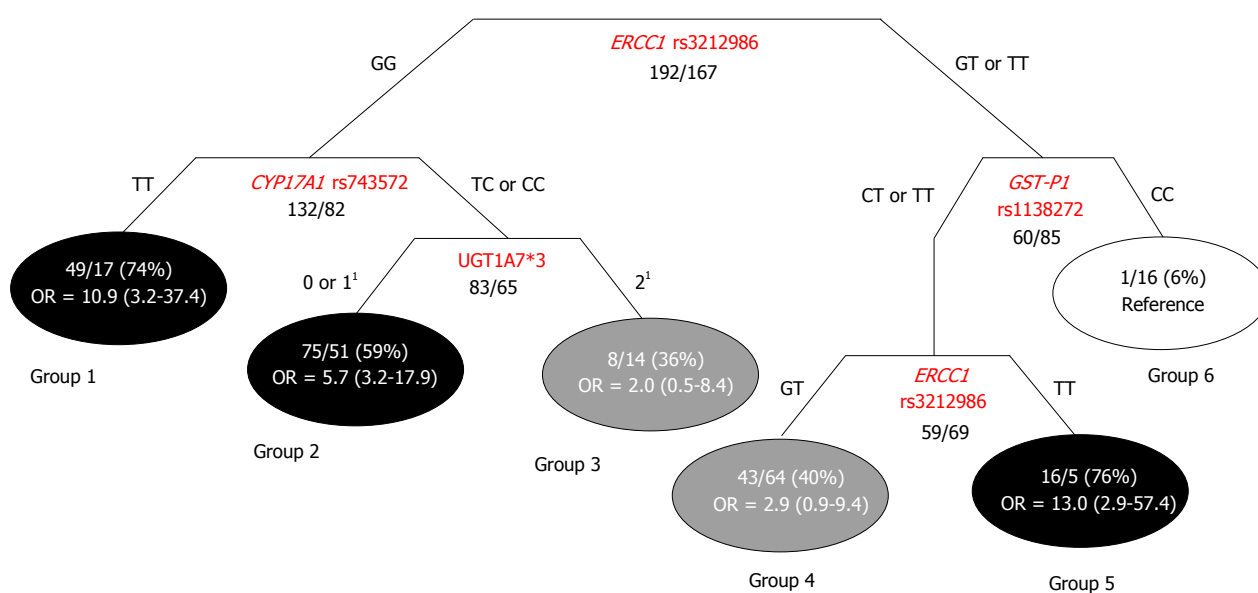 ERCC1 rs3212986
192/167
GG
GT or TT
CYP17A1 rs743572
132/82
TT
TC or CC
GST-P1
rs1138272
60/85
CT or TT
CC
49/17 (74%)
OR = 10.9 (3.2-37.4)
Group 1
UGT1A7*3
83/65
0 or 1¹
2¹
1/16 (6%)
Reference
Group 6
75/51 (59%)
OR = 5.7 (3.2-17.9)
Group 2
8/14 (36%)
OR = 2.0 (0.5-8.4)
Group 3
ERCC1
rs3212986
59/69
GT
TT
43/64 (40%)
OR = 2.9 (0.9-9.4)
Group 4
16/5 (76%)
OR = 13.0 (2.9-57.4)
Group 5